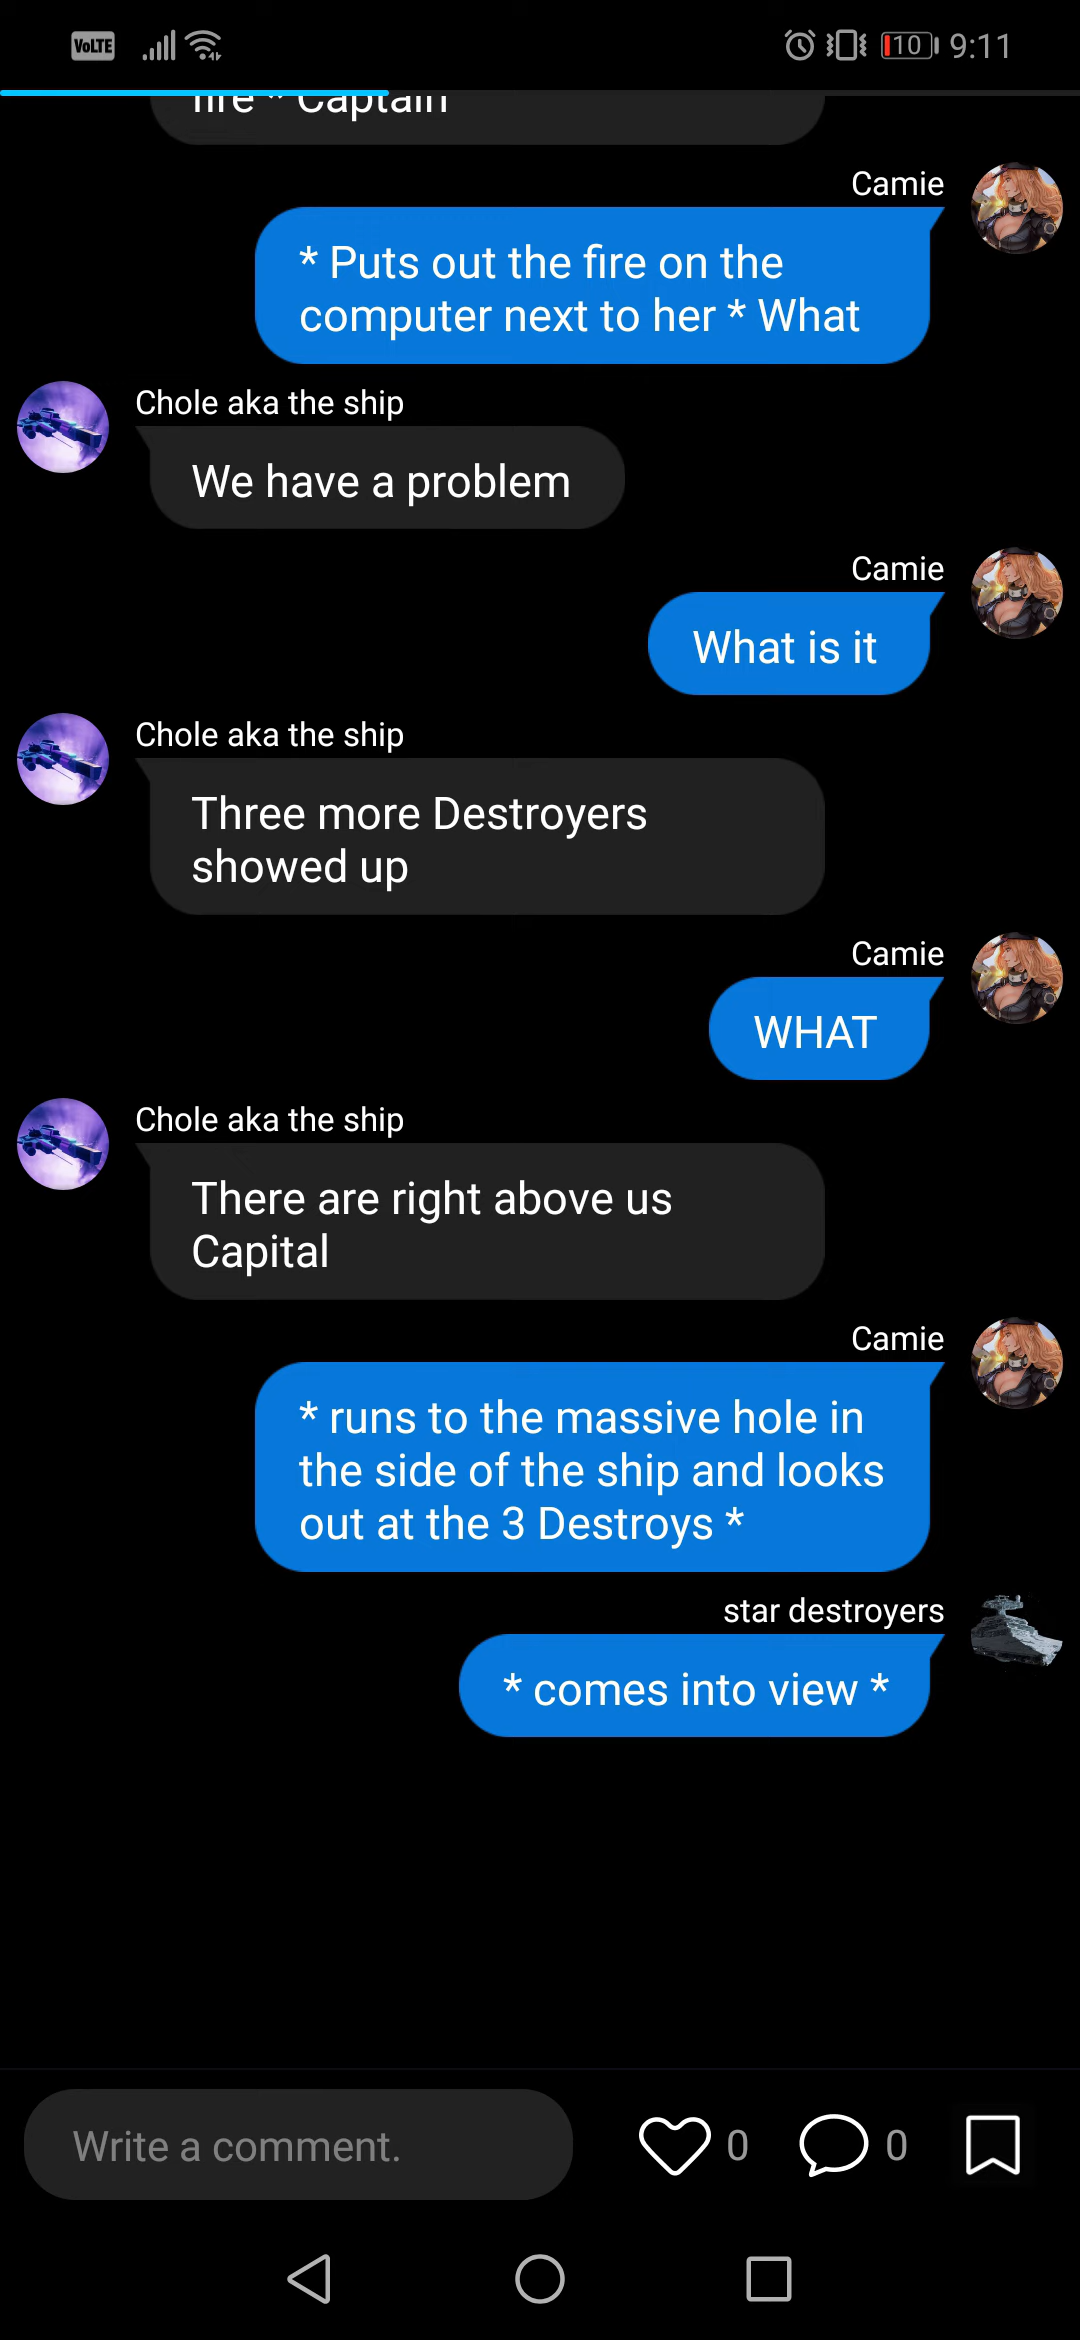 VoLTE
10 9:11
fire * Captain
Camie
* Puts out the fire on the
computer next to her * What
Chole aka the ship
We have a problem
Camie
What is it
Chole aka the ship
Three more Destroyers
showed up
Camie
WHAT
Chole aka the ship
There are right above us
Capital
Camie
* runs to the massive hole in
the side of the ship and looks
out at the 3 Destroys *
star destroyers
* comes into view *
Write a comment.
0
0